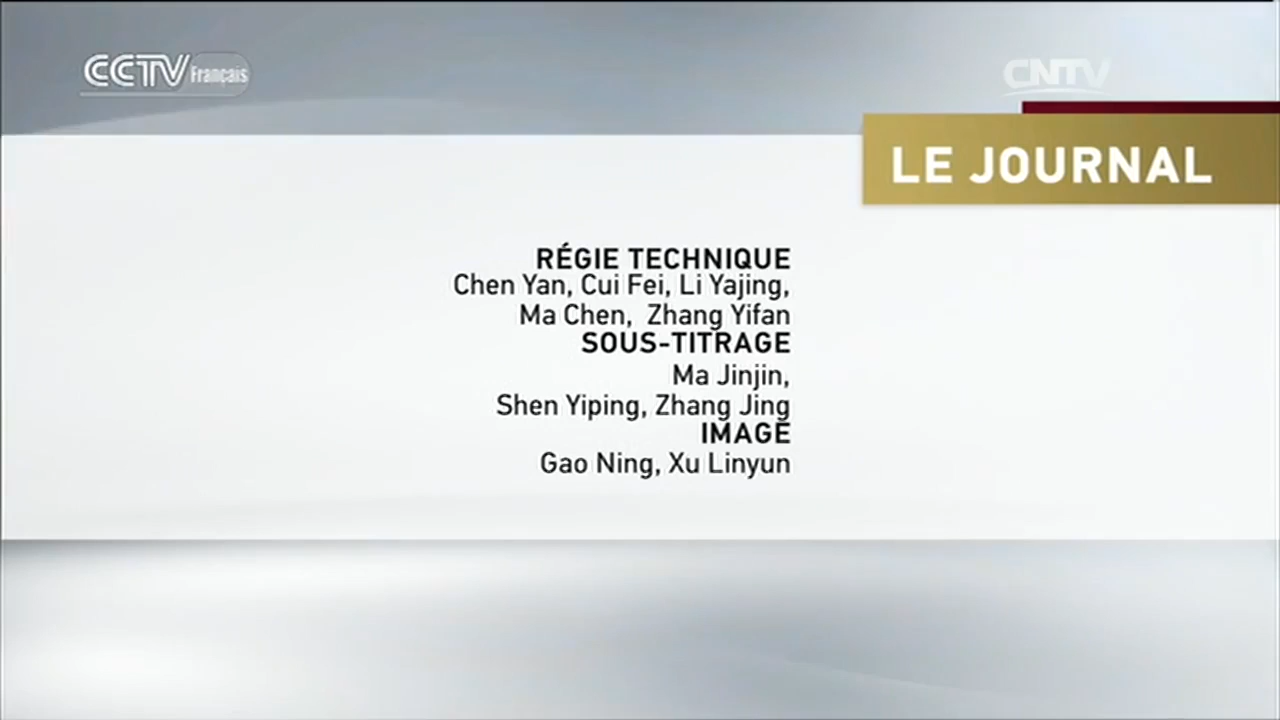 CCTV Français
CNTV
LE JOURNAL
RÉGIE TECHNIQUE
Chen Yan, Cui Fei, Li Yajing,
Ma Chen, Zhang Yifan
SOUS-TITRAGE
Ma Jinjin,
Shen Yiping, Zhang Jing
IMAGE
Gao Ning, Xu Linyun